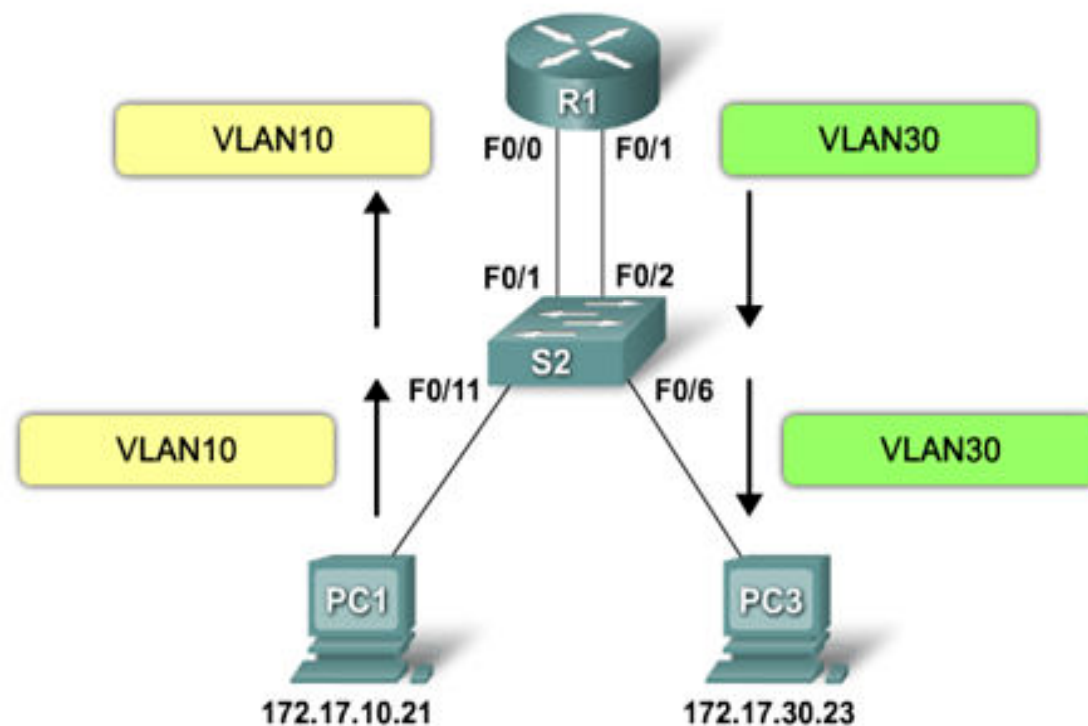 R1
VLAN10
F0/0
F0/1
VLAN30
F0/1
F0/2
S2
F0/11
F0/6
VLAN10
VLAN30
PC1
PC3
172.17.10.21
172.17.30.23